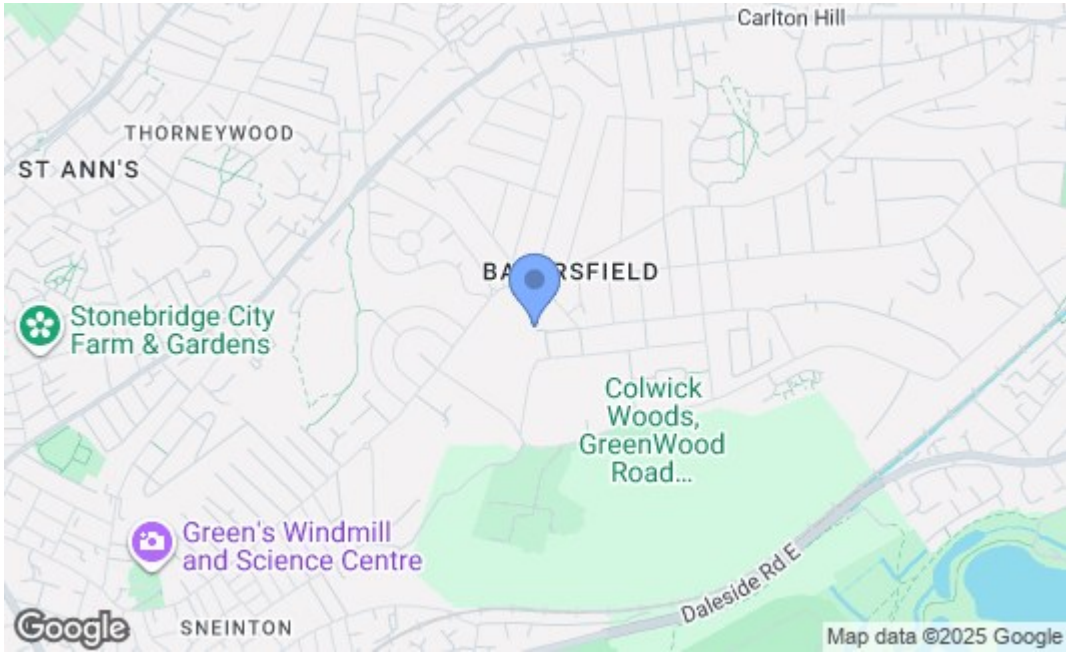 Carlton Hill
THORNEYWOOD
ST ANN'S
Stonebridge City
Farm & Gardens
Colwick
Woods,
GreenWood
Road...
Green's Windmill
and Science Centre
Daleside Rd E
SNEINTON
Google
Map data ©2025 Google